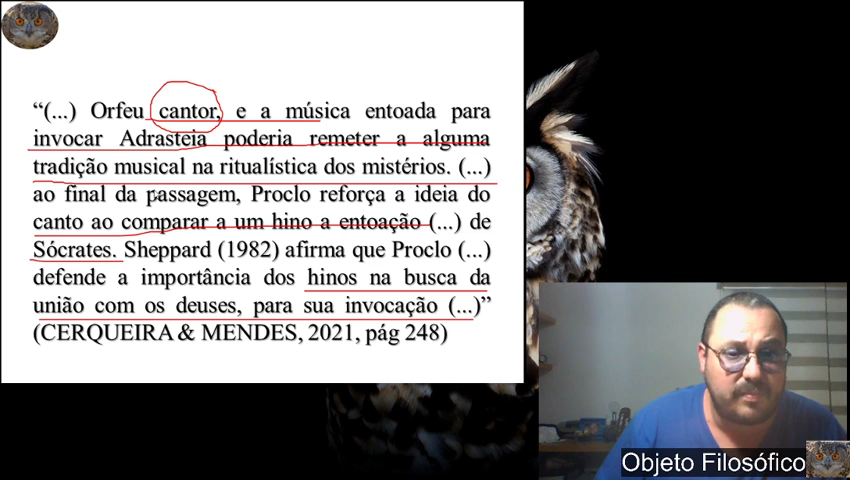 “(...) Orfeu cantor, e a música entoada para
invocar Adrasteia poderia remeter a alguma
tradição musical na ritualística dos mistérios. (...)
ao final da passagem, Proclo reforça a ideia do
canto ao comparar a um hino a entoação (...) de
Sócrates. Sheppard (1982) afirma que Proclo (...)
defende a importância dos hinos na busca da
união com os deuses, para sua invocação (...)”
(CERQUEIRA & MENDES, 2021, pág 248)
Objeto Filosófico